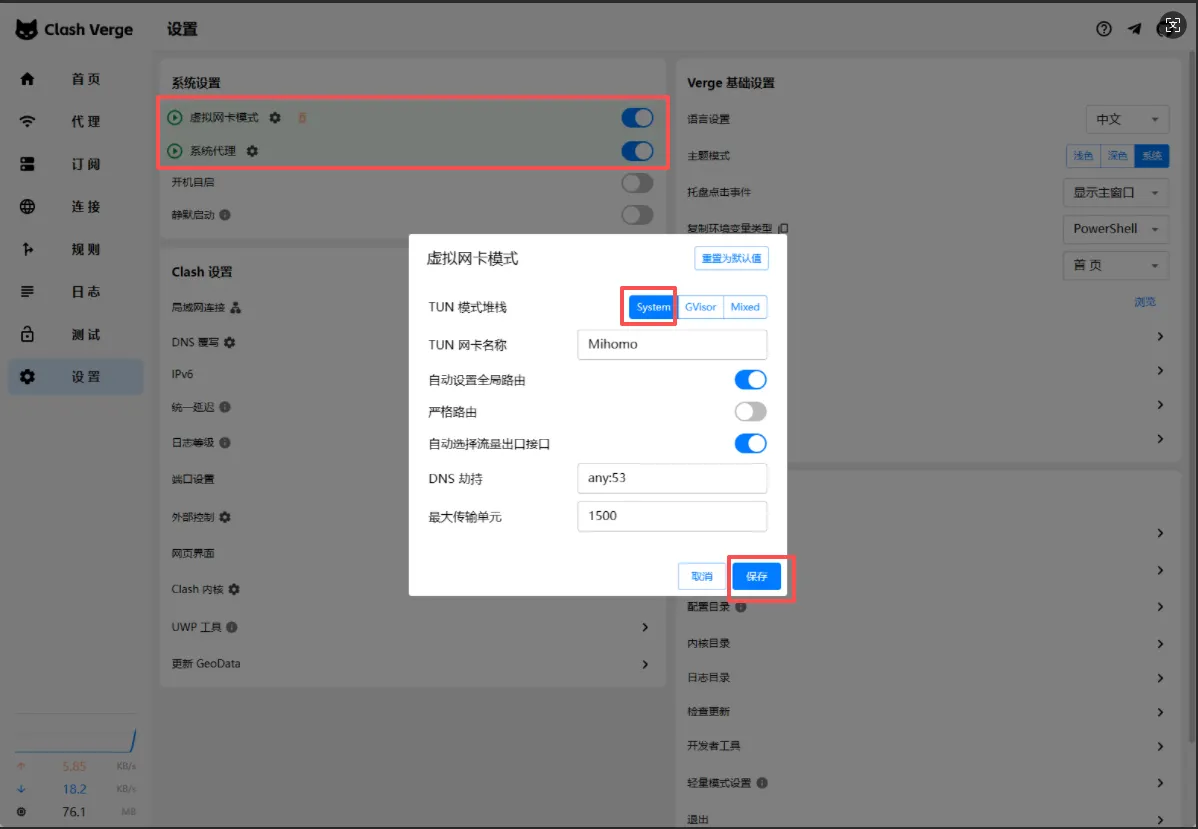 Clash Verge
设置
首页
代理
订阅
连接
规则
日志
测试
设置
5.85 KB/s
18.2 KB/s
76.1 MB
系统设置
虚拟网卡模式
系统代理
开机自启
静默启动
Clash 设置
局域网连接
DNS 覆写
IPv6
统一延迟
日志等级
端口设置
外部控制
网页界面
Clash 内核
UWP 工具
更新 GeoData
Verge 基础设置
语言设置 中文
主题模式 浅色 深色 系统
托盘点击事件 显示主窗口
复制环境变量类型 PowerShell
首页
浏览
配置目录
内核目录
日志目录
检查更新
开发者工具
轻量模式设置
退出
虚拟网卡模式 重置为默认值
TUN 模式堆栈 System GVisor Mixed
TUN 网卡名称 Mihomo
自动设置全局路由
严格路由
自动选择流量出口接口
DNS 劫持 any:53
最大传输单元 1500
取消 保存